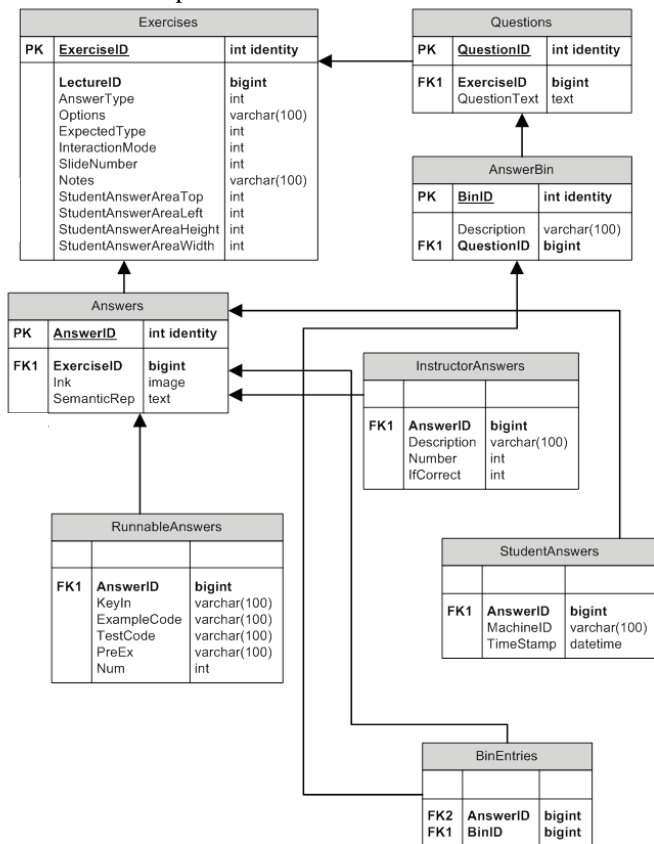 Exercises
PK ExerciseID int identity
LectureID bigint
AnswerType int
Options varchar(100)
ExpectedType int
InteractionMode int
SlideNumber int
Notes varchar(100)
StudentAnswerAreaTop int
StudentAnswerAreaLeft int
StudentAnswerAreaHeight int
StudentAnswerAreaWidth int
Questions
PK QuestionID int identity
FK1 ExerciseID bigint
QuestionText text
AnswerBin
PK BinID int identity
Description varchar(100)
FK1 QuestionID bigint
Answers
PK AnswerID int identity
FK1 ExerciseID bigint
Ink image
SemanticRep text
InstructorAnswers
FK1 AnswerID bigint
Description varchar(100)
Number int
IfCorrect int
RunnableAnswers
FK1 AnswerID bigint
KeyIn varchar(100)
ExampleCode varchar(100)
TestCode varchar(100)
PreEx varchar(100)
Num int
StudentAnswers
FK1 AnswerID bigint
MachineID varchar(100)
TimeStamp datetime
BinEntries
FK2 AnswerID bigint
FK1 BinID bigint